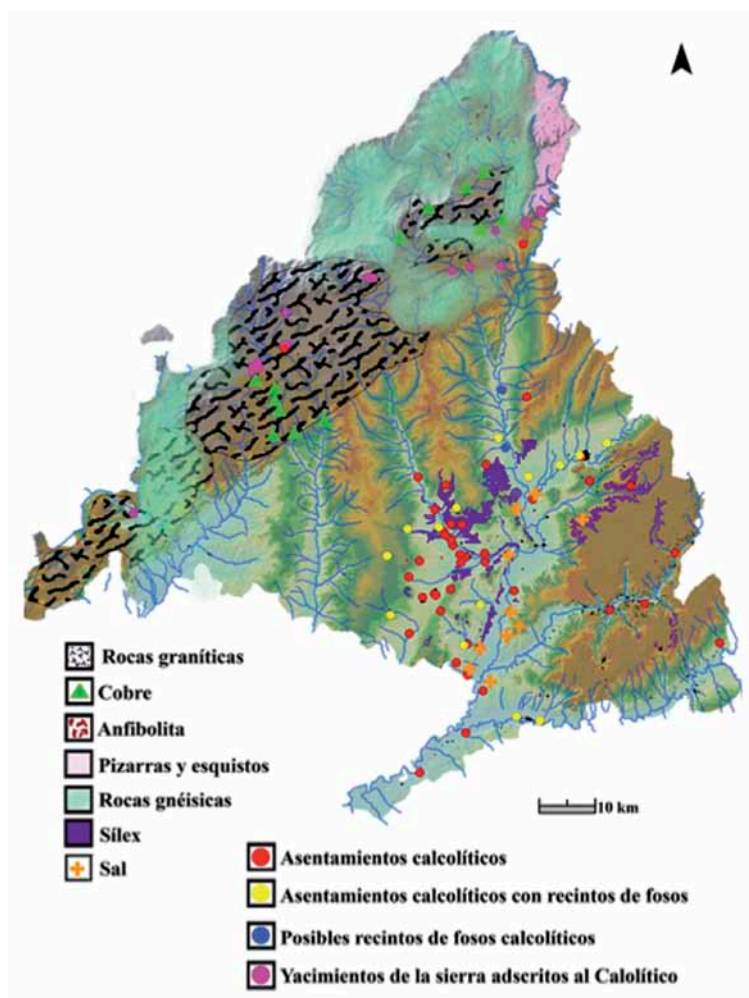 Rocas graníticas
Cobre
Anfibolita
Pizarras y esquistos
Rocas gnéisicas
Sílex
Sal
10 km
Asentamientos calcolíticos
Asentamientos calcolíticos con recintos de fosos
Posibles recintos de fosos calcolíticos
Yacimientos de la sierra adscritos al Calolítico